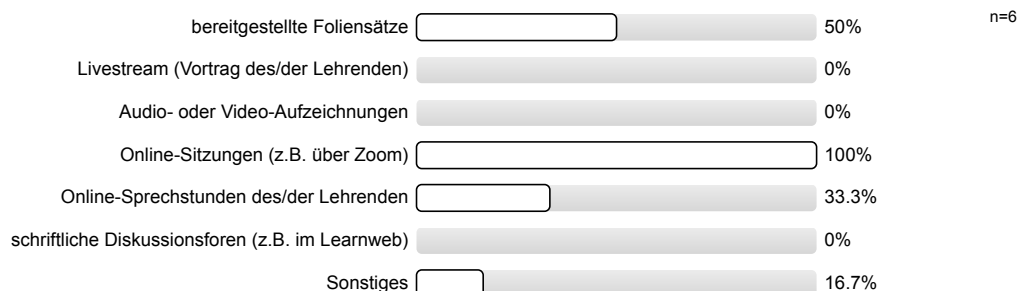 bereitgestellte Foliensätze 50% n=6
Livestream (Vortrag des/der Lehrenden) 0%
Audio- oder Video-Aufzeichnungen 0%
Online-Sitzungen (z.B. über Zoom) 100%
Online-Sprechstunden des/der Lehrenden 33.3%
schriftliche Diskussionsforen (z.B. im Learnweb) 0%
Sonstiges 16.7%